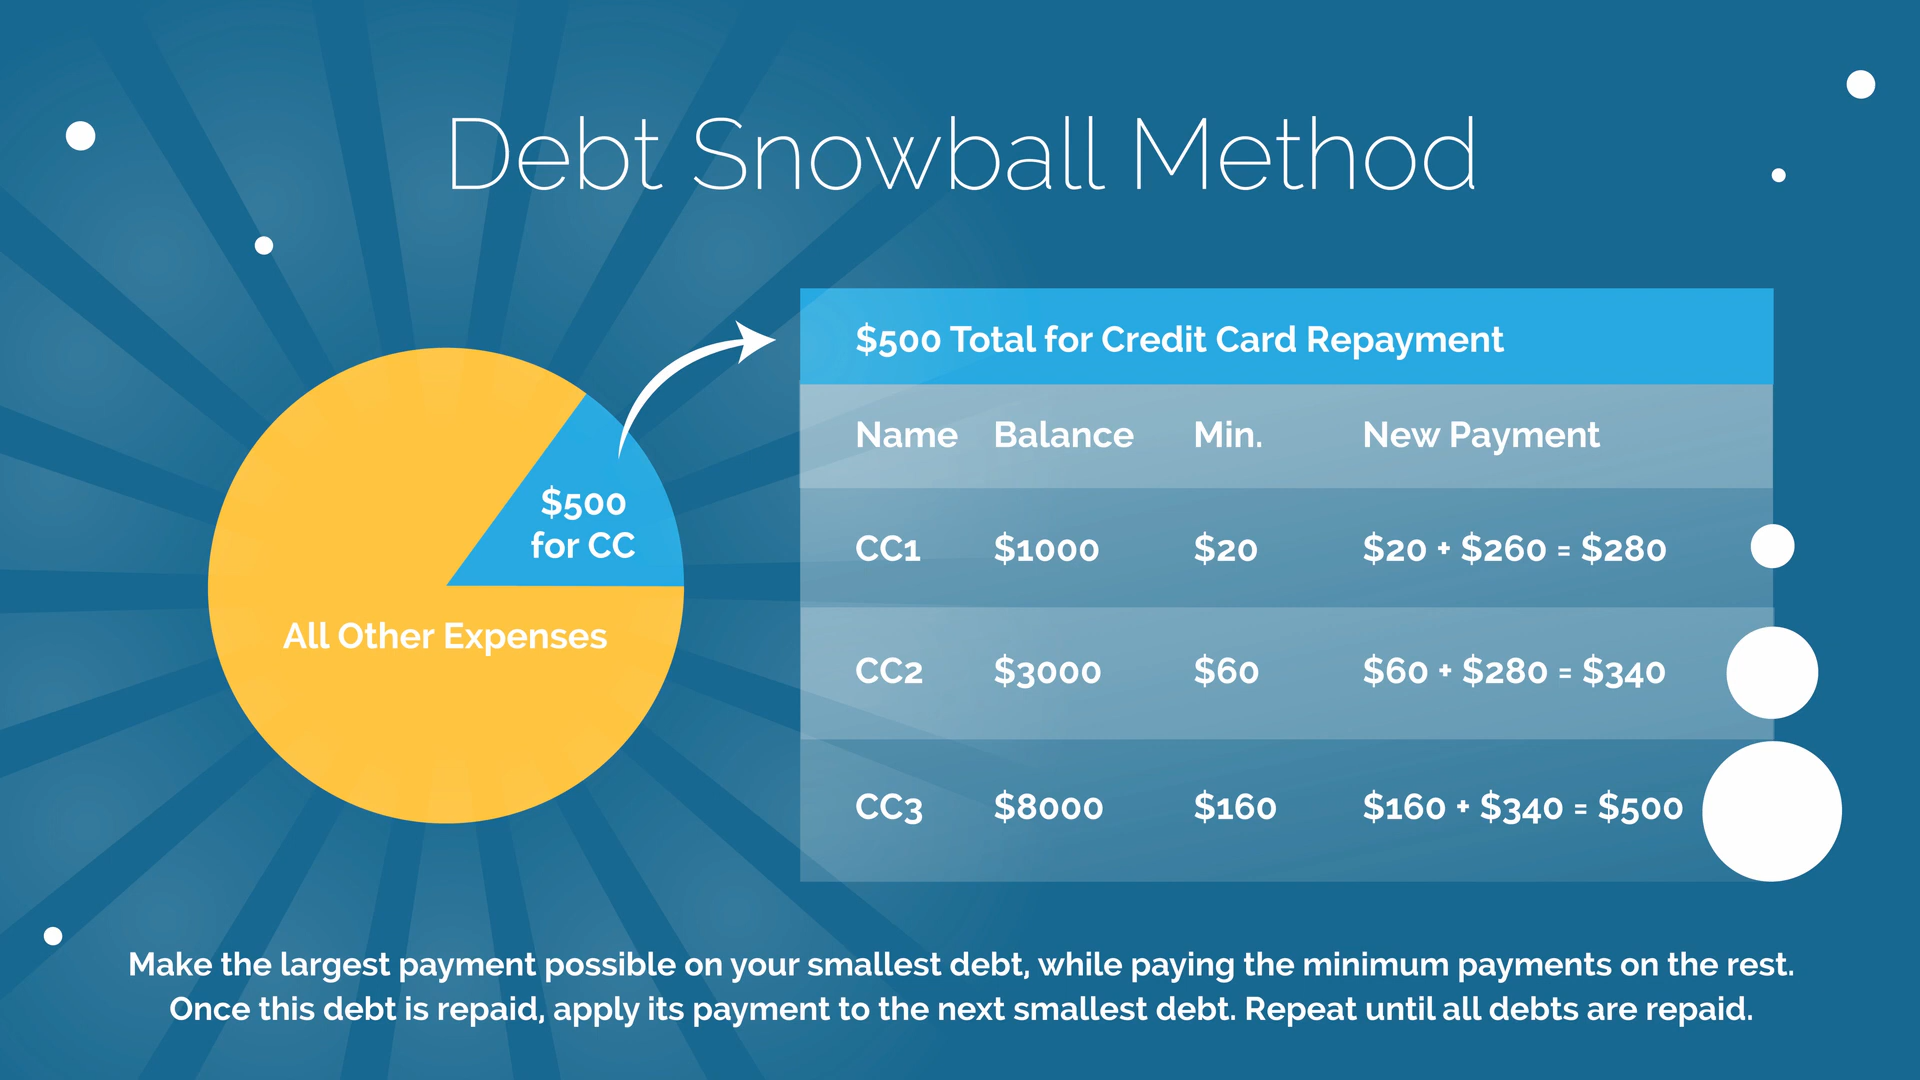 Debt Snowball Method
$500
for CC
All Other Expenses
$500 Total for Credit Card Repayment
Name Balance Min. New Payment
CC1 $1000 $20 $20 + $260 = $280
CC2 $3000 $60 $60 + $280 = $340
CC3 $8000 $160 $160 + $340 = $500
Make the largest payment possible on your smallest debt, while paying the minimum payments on the rest.
Once this debt is repaid, apply its payment to the next smallest debt. Repeat until all debts are repaid.